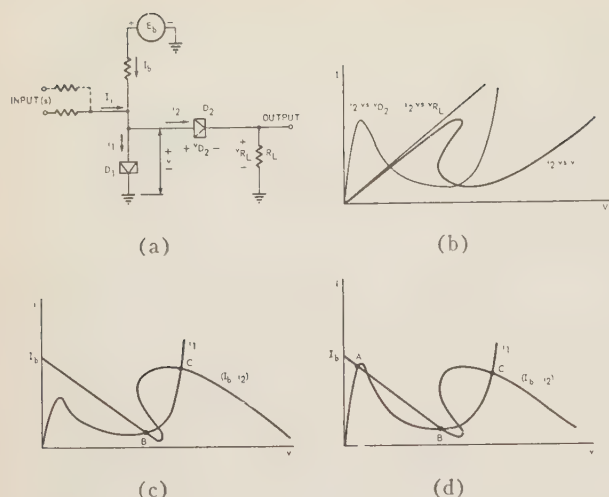 + E_b -
I_b
INPUT(s)
I_i
i_1
i_2
D_2
OUTPUT
+ v_D2 -
+ v -
+ v_RL -
R_L
D_1
(a)
I
i_2 vs v_D2
i_2 vs v_RL
i_2 vs v
V
(b)
i
I_b
i_1
C
(I_b - i_2)
B
v
(c)
i
I_b
A
i_1
C
(I_b - i_2)
B
v
(d)